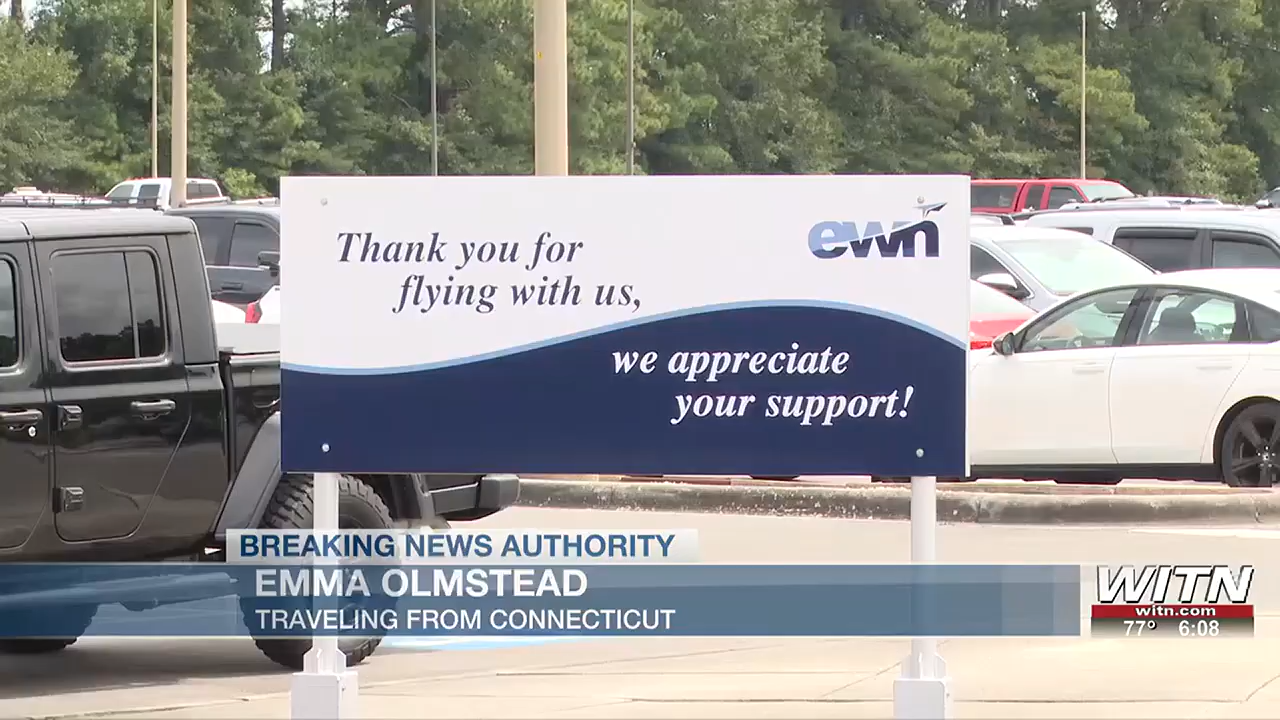 Thank you for
flying with us,
ewn
we appreciate
your support!
BREAKING NEWS AUTHORITY
EMMA OLMSTEAD
TRAVELING FROM CONNECTICUT
WITN
witn.com
77° 6:08